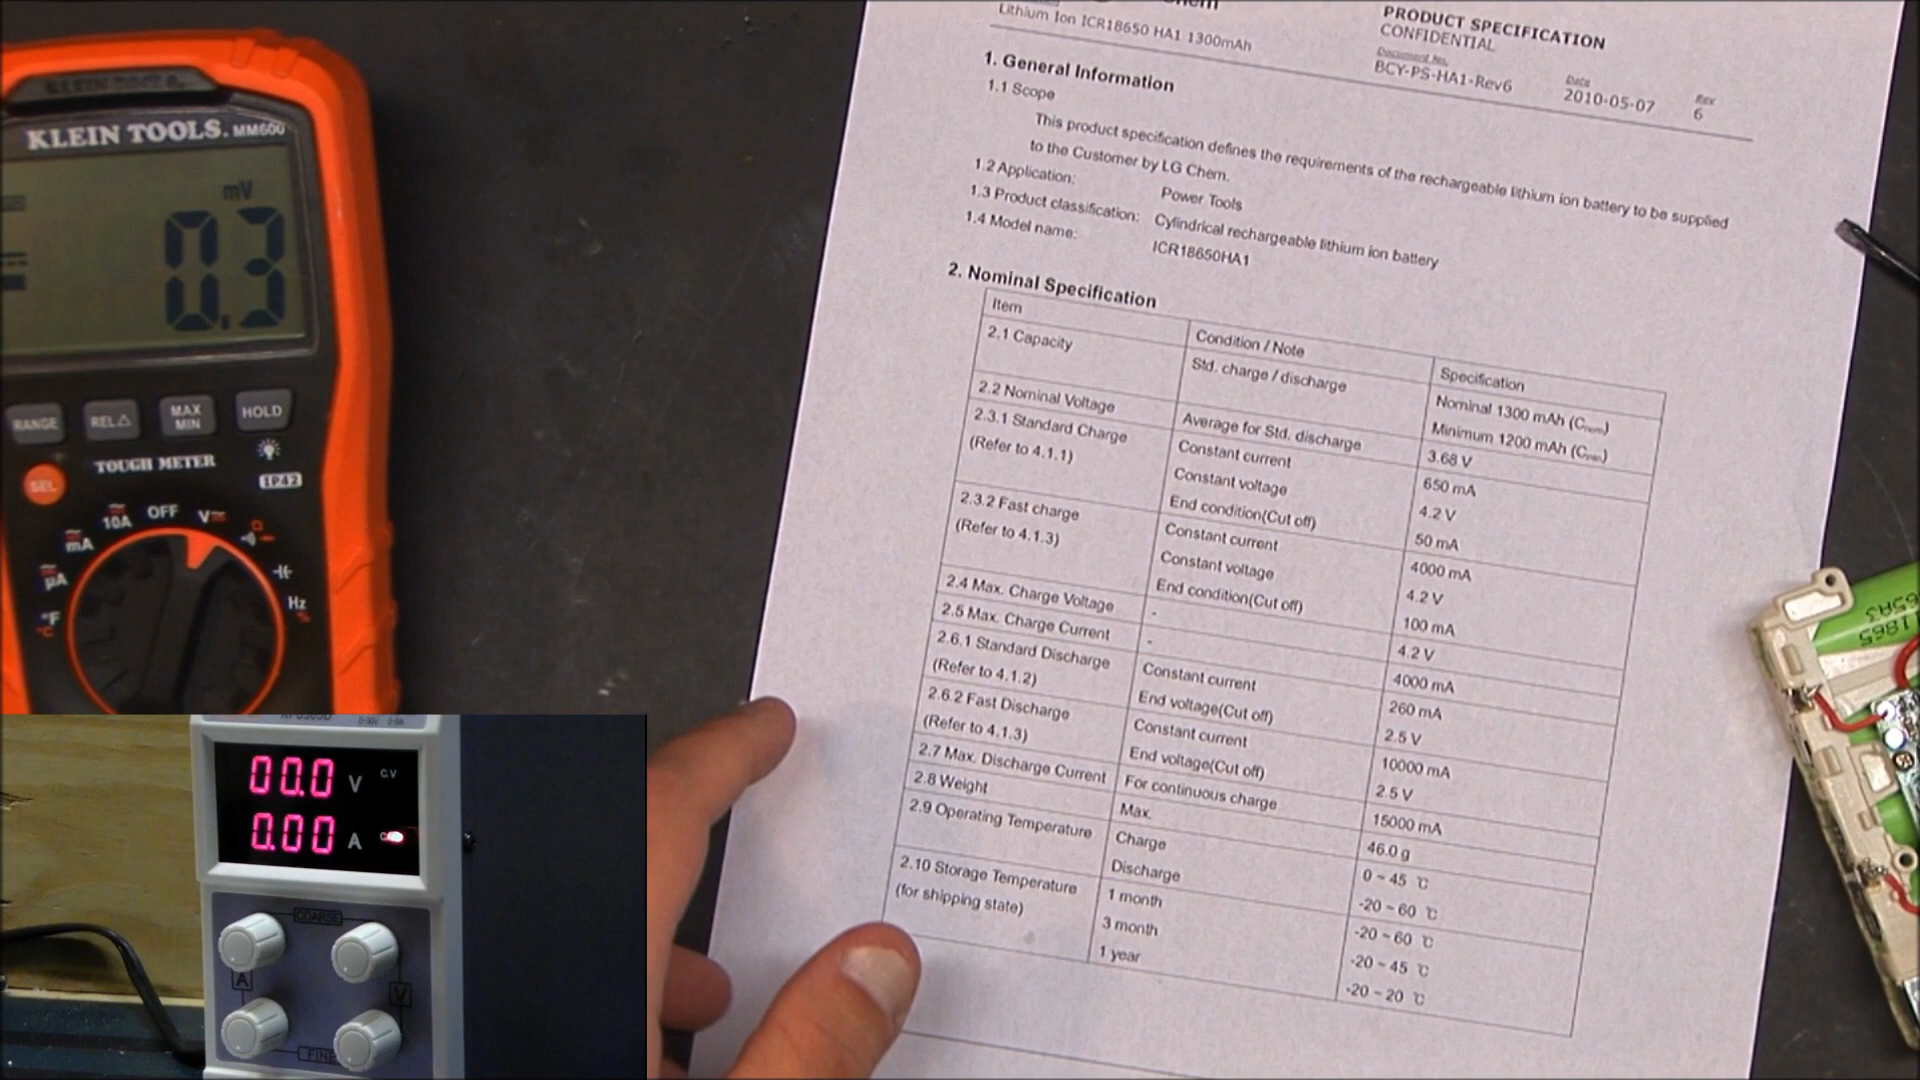 KLEIN TOOLS
KLEIN TOOLS. MM600
mV
0.3
RANGE
REL△
MAX
MIN
HOLD
TOUGH METER
IP42
SEL
OFF
10A
V
mA
µA
Hz
%
°F
°C
0-30V 0-5A
00.0 V C.V
0.00 A
COARSE
A
V
FINE
Lithium Ion ICR18650 HA1 1300mAh
PRODUCT SPECIFICATION
CONFIDENTIAL
Document No.
BCY-PS-HA1-Rev6
Date
2010-05-07
Rev
6
1. General Information
1.1 Scope
This product specification defines the requirements of the rechargeable lithium ion battery to be supplied
to the Customer by LG Chem.
1.2 Application: Power Tools
1.3 Product classification: Cylindrical rechargeable lithium ion battery
1.4 Model name: ICR18650HA1
2. Nominal Specification
Item Condition / Note Specification
2.1 Capacity Std. charge / discharge Nominal 1300 mAh (Cnom)
Minimum 1200 mAh (Cmin)
2.2 Nominal Voltage Average for Std. discharge 3.68 V
2.3.1 Standard Charge Constant current 650 mA
(Refer to 4.1.1) Constant voltage 4.2 V
End condition(Cut off) 50 mA
2.3.2 Fast charge Constant current 4000 mA
(Refer to 4.1.3) Constant voltage 4.2 V
End condition(Cut off) 100 mA
2.4 Max. Charge Voltage - 4.2 V
2.5 Max. Charge Current - 4000 mA
2.6.1 Standard Discharge Constant current 260 mA
(Refer to 4.1.2) End voltage(Cut off) 2.5 V
2.6.2 Fast Discharge Constant current 10000 mA
(Refer to 4.1.3) End voltage(Cut off) 2.5 V
2.7 Max. Discharge Current For continuous charge 15000 mA
2.8 Weight Max. 46.0 g
2.9 Operating Temperature Charge 0 ~ 45 ℃
Discharge -20 ~ 60 ℃
2.10 Storage Temperature 1 month -20 ~ 60 ℃
(for shipping state) 3 month -20 ~ 45 ℃
1 year -20 ~ 20 ℃